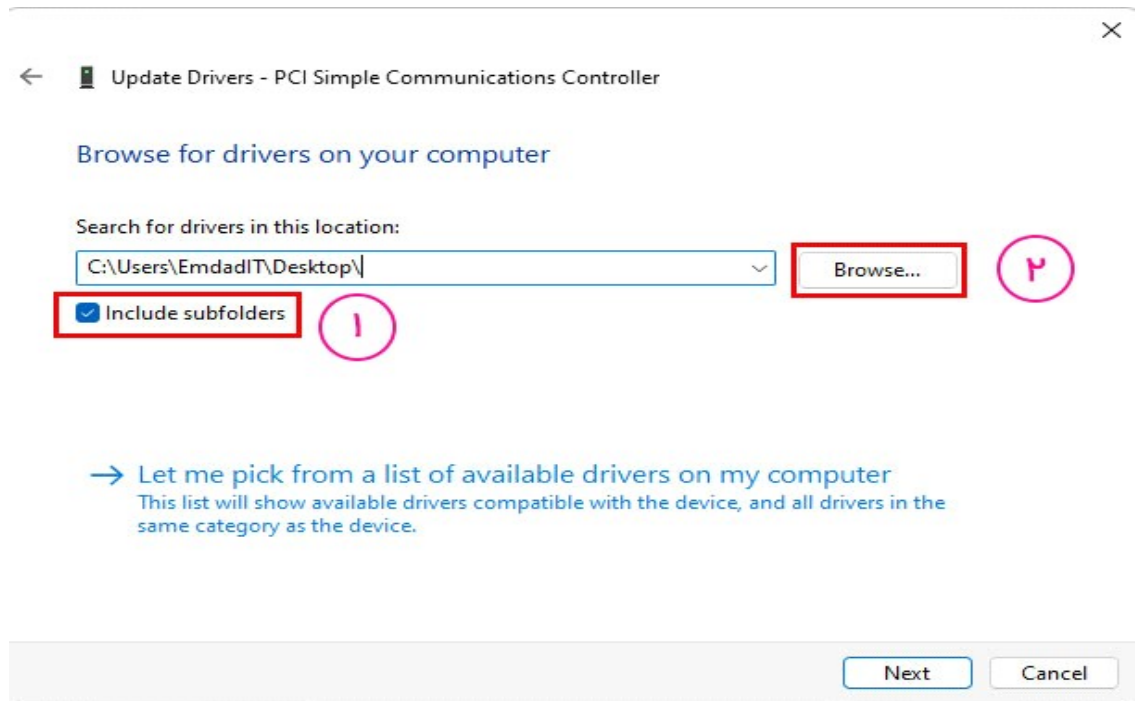 Update Drivers - PCI Simple Communications Controller
Browse for drivers on your computer
Search for drivers in this location:
C:\Users\EmdadIT\Desktop\
Browse...
۲
Include subfolders
۱
Let me pick from a list of available drivers on my computer
This list will show available drivers compatible with the device, and all drivers in the
same category as the device.
Next
Cancel